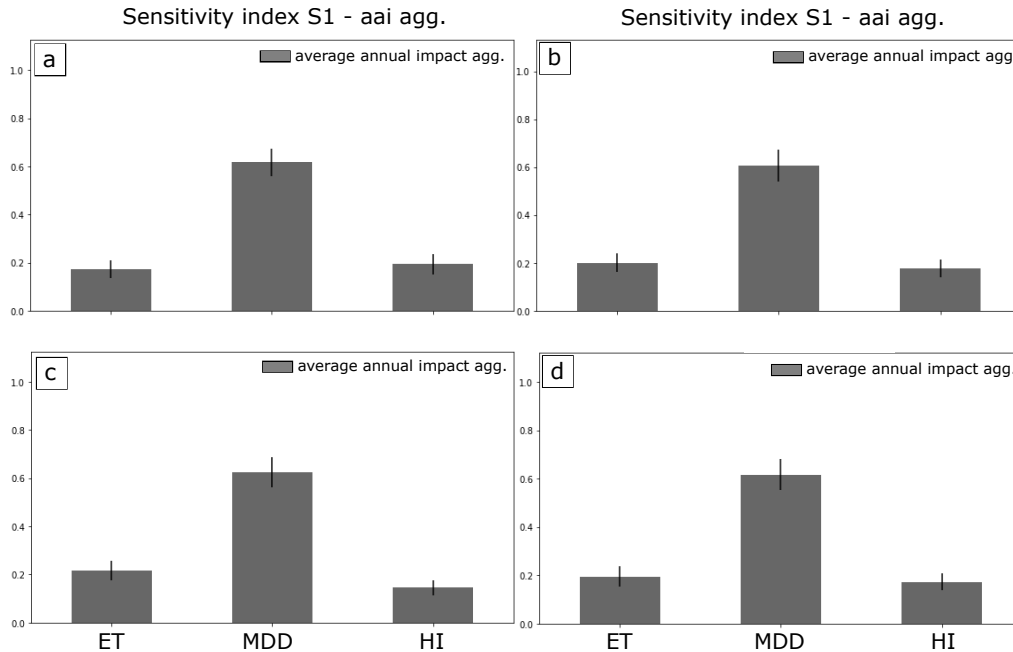 Sensitivity index S1 - aai agg.
Sensitivity index S1 - aai agg.
a
average annual impact agg.
1.0
0.8
0.6
0.4
0.2
0.0
b
average annual impact agg
1.0
0.8
0.6
0.4
0.2
0.0
c
average annual impact agg.
1.0
0.8
0.6
0.4
0.2
0.0
ET MDD HI
d
average annual impact agg.
1.0
0.8
0.6
0.4
0.2
0.0
ET MDD HI